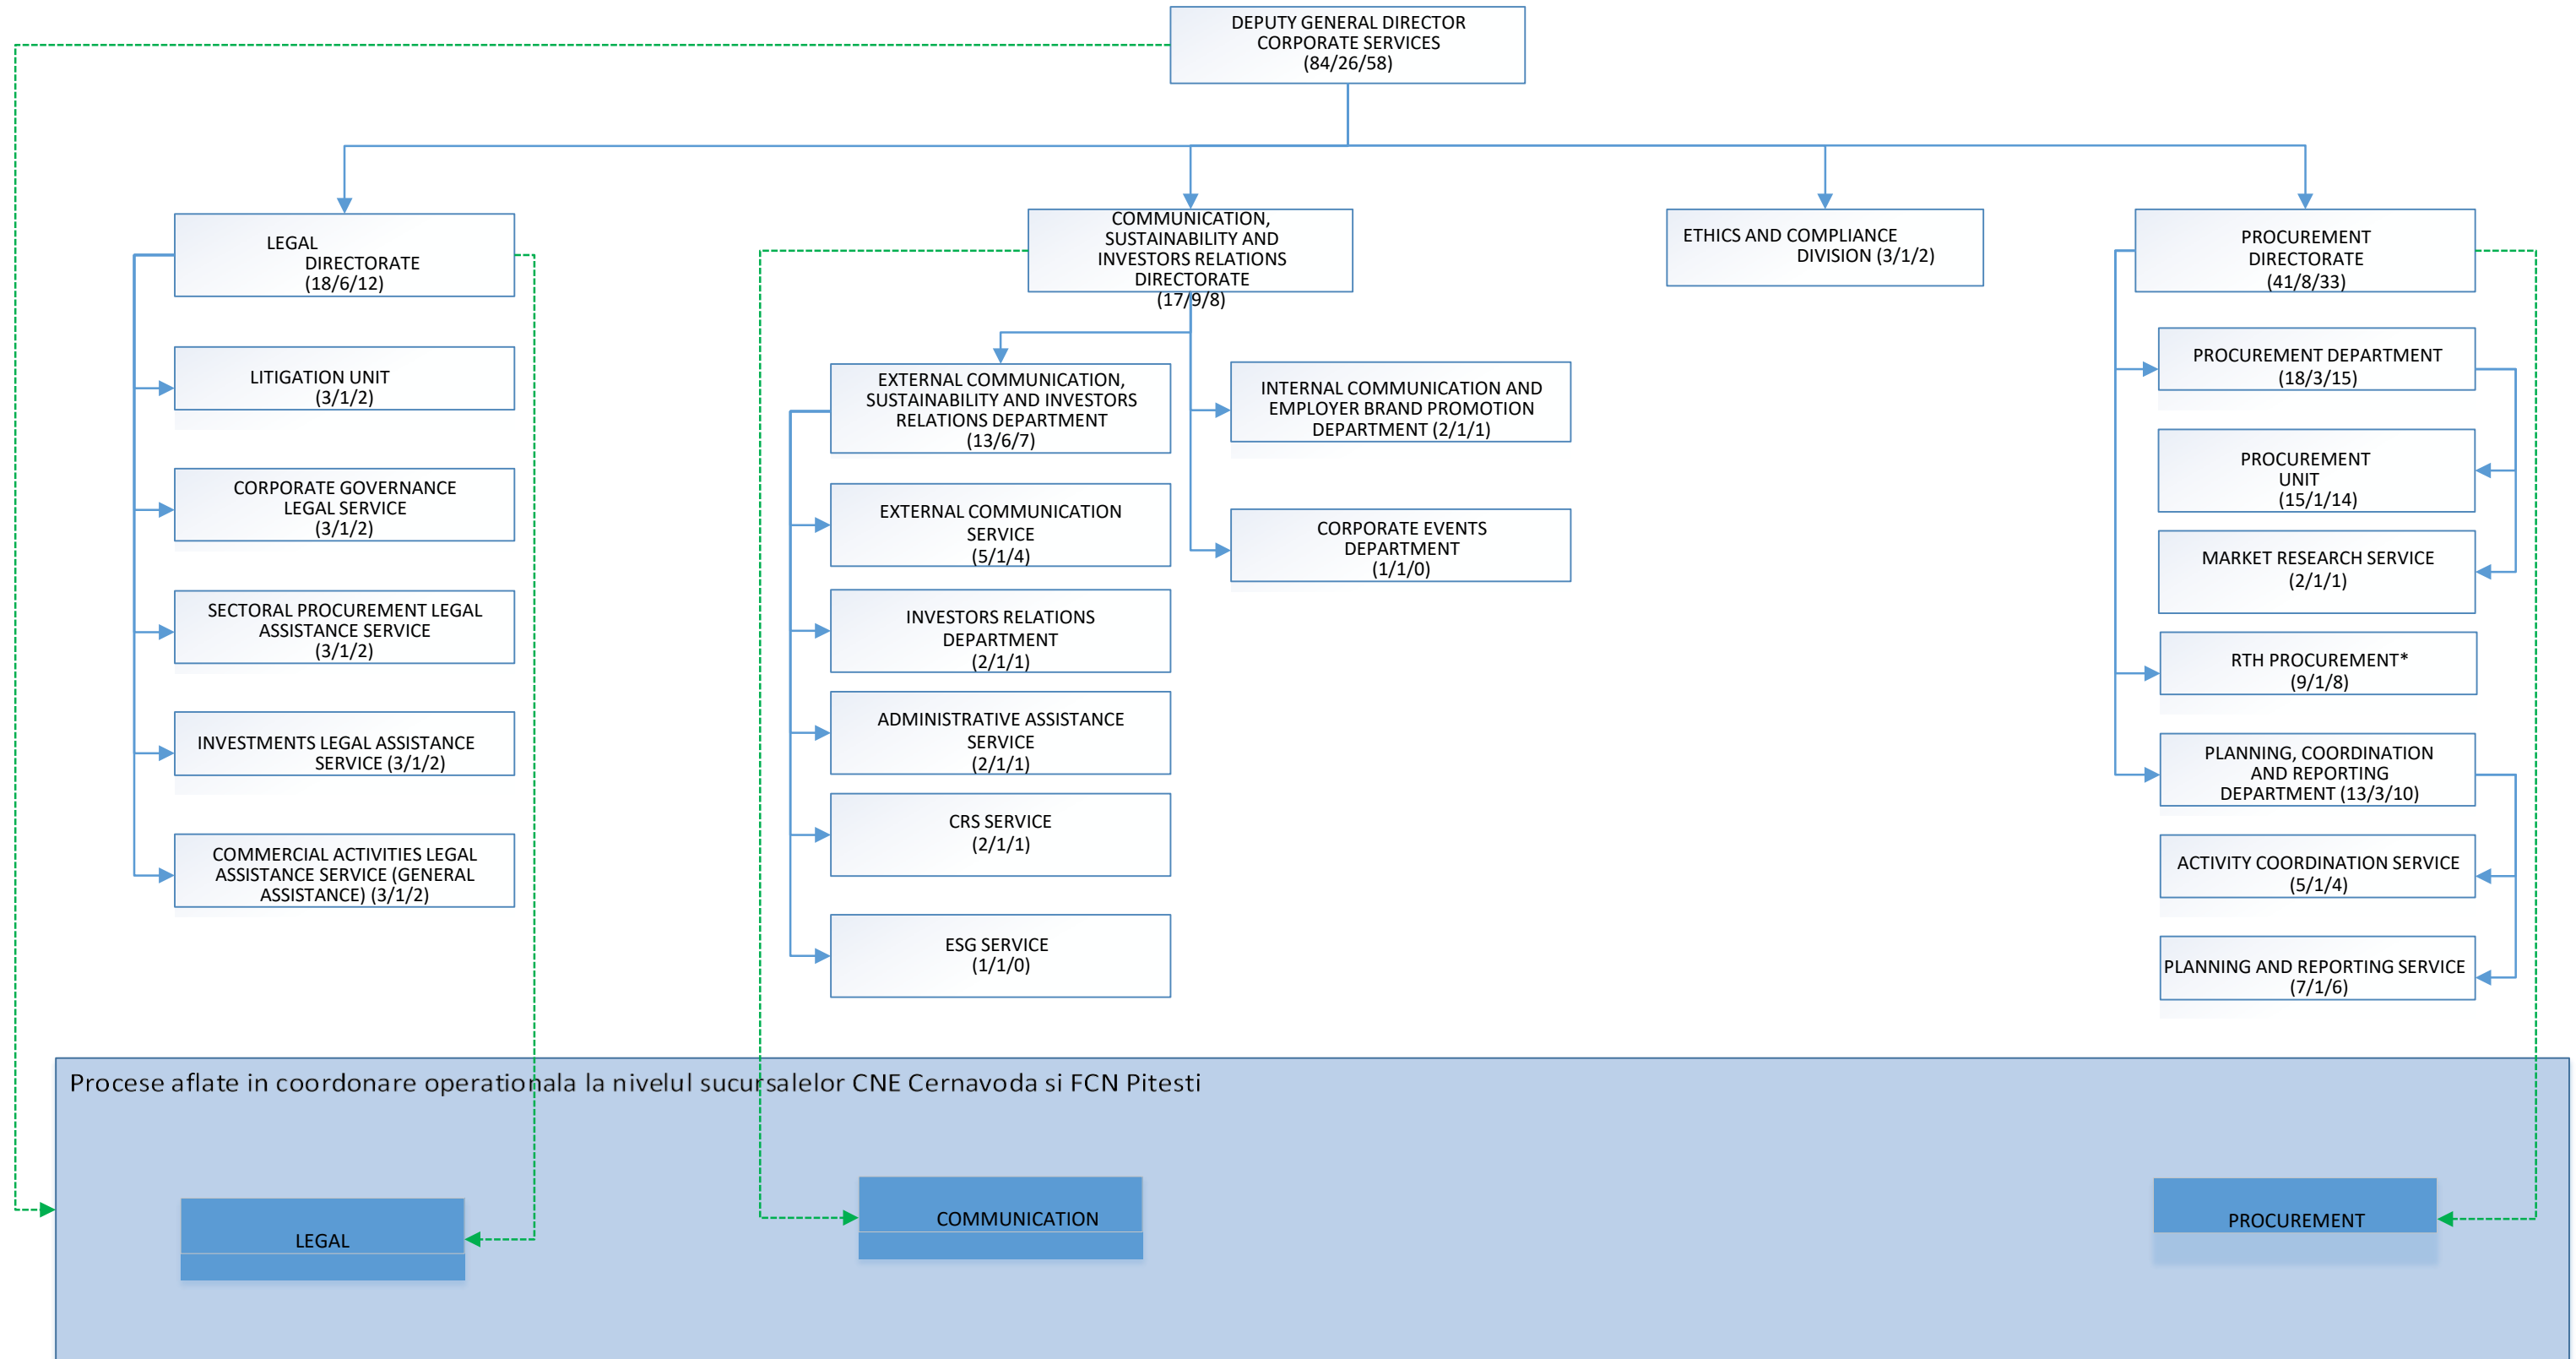 DEPUTY GENERAL DIRECTOR
CORPORATE SERVICES
(84/26/58)
LEGAL
DIRECTORATE
(18/6/12)
LITIGATION UNIT
(3/1/2)
CORPORATE GOVERNANCE
LEGAL SERVICE
(3/1/2)
SECTORAL PROCUREMENT LEGAL
ASSISTANCE SERVICE
(3/1/2)
INVESTMENTS LEGAL ASSISTANCE
SERVICE (3/1/2)
COMMERCIAL ACTIVITIES LEGAL
ASSISTANCE SERVICE (GENERAL
ASSISTANCE) (3/1/2)
COMMUNICATION,
SUSTAINABILITY AND
INVESTORS RELATIONS
DIRECTORATE
(17/9/8)
EXTERNAL COMMUNICATION,
SUSTAINABILITY AND INVESTORS
RELATIONS DEPARTMENT
(13/6/7)
EXTERNAL COMMUNICATION
SERVICE
(5/1/4)
INVESTORS RELATIONS
DEPARTMENT
(2/1/1)
ADMINISTRATIVE ASSISTANCE
SERVICE
(2/1/1)
CRS SERVICE
(2/1/1)
ESG SERVICE
(1/1/0)
INTERNAL COMMUNICATION AND
EMPLOYER BRAND PROMOTION
DEPARTMENT (2/1/1)
CORPORATE EVENTS
DEPARTMENT
(1/1/0)
ETHICS AND COMPLIANCE
DIVISION (3/1/2)
PROCUREMENT
DIRECTORATE
(41/8/33)
PROCUREMENT DEPARTMENT
(18/3/15)
PROCUREMENT
UNIT
(15/1/14)
MARKET RESEARCH SERVICE
(2/1/1)
RTH PROCUREMENT*
(9/1/8)
PLANNING, COORDINATION
AND REPORTING
DEPARTMENT (13/3/10)
ACTIVITY COORDINATION SERVICE
(5/1/4)
PLANNING AND REPORTING SERVICE
(7/1/6)
Procese aflate in coordonare operationala la nivelul sucursalelor CNE Cernavoda si FCN Pitesti
LEGAL
COMMUNICATION
PROCUREMENT